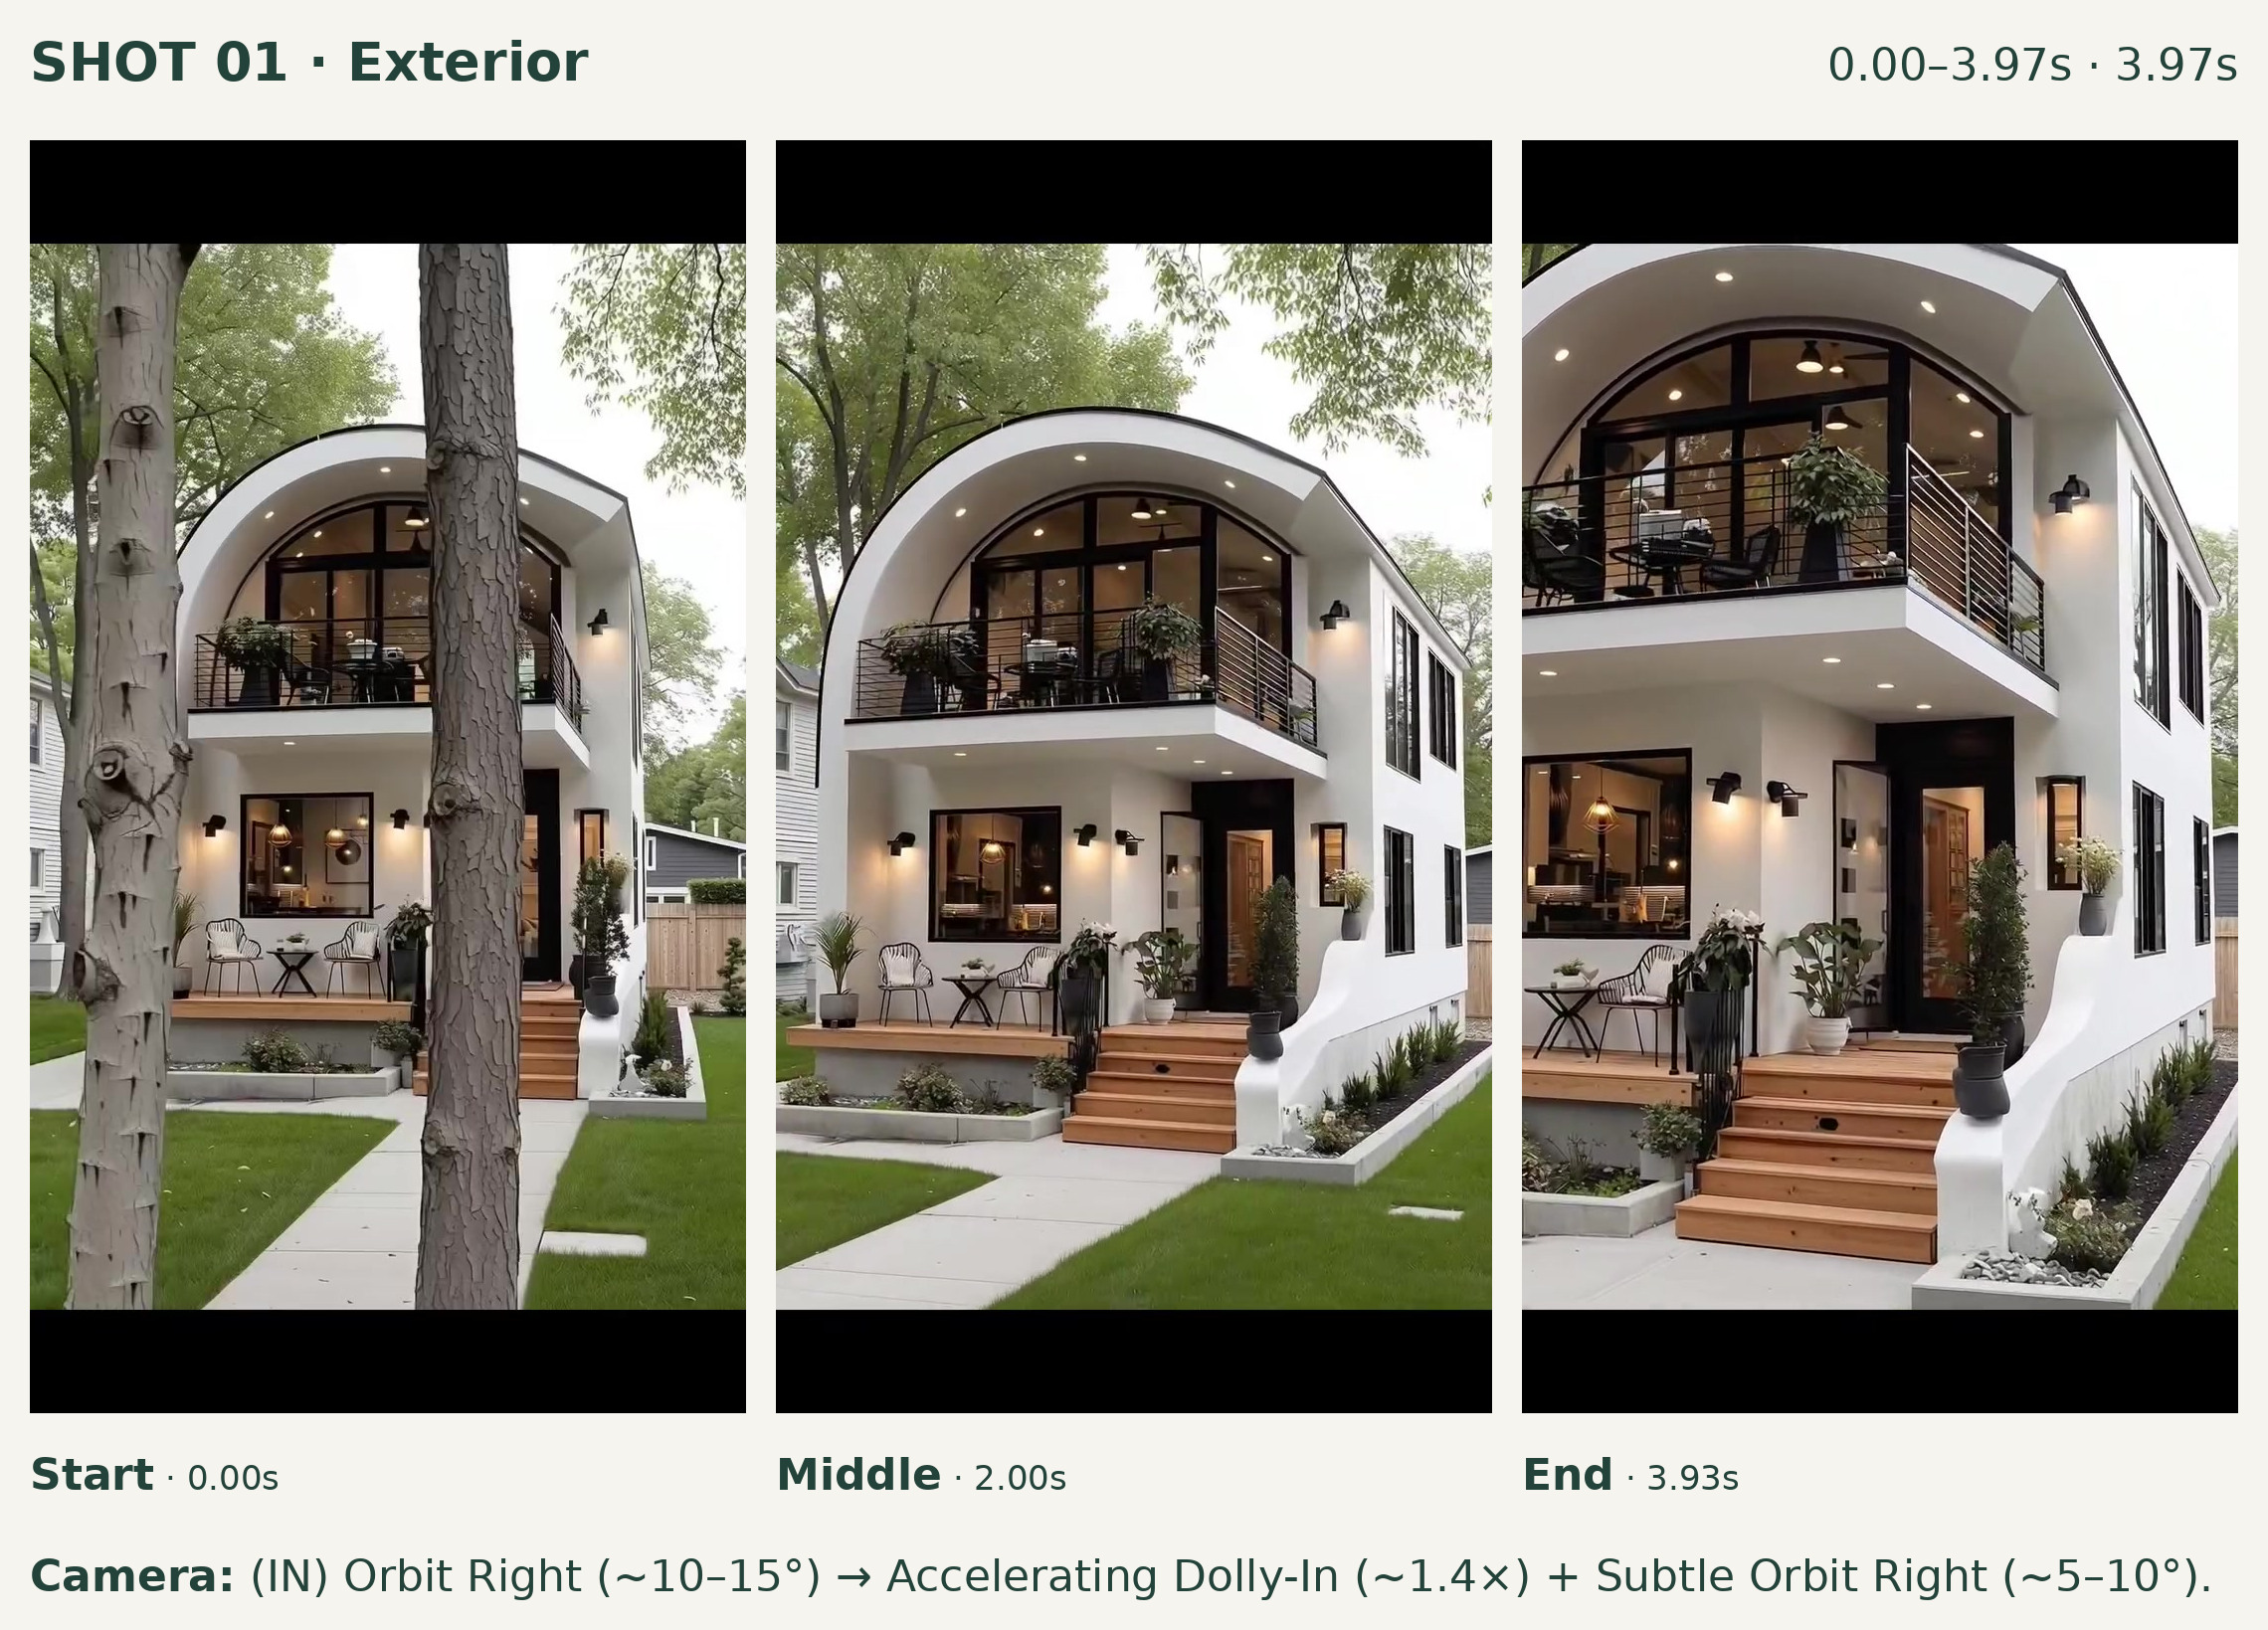 SHOT 01 · Exterior
0.00–3.97s · 3.97s
Start · 0.00s
Middle · 2.00s
End · 3.93s
Camera: (IN) Orbit Right (~10–15°) → Accelerating Dolly-In (~1.4×) + Subtle Orbit Right (~5–10°).